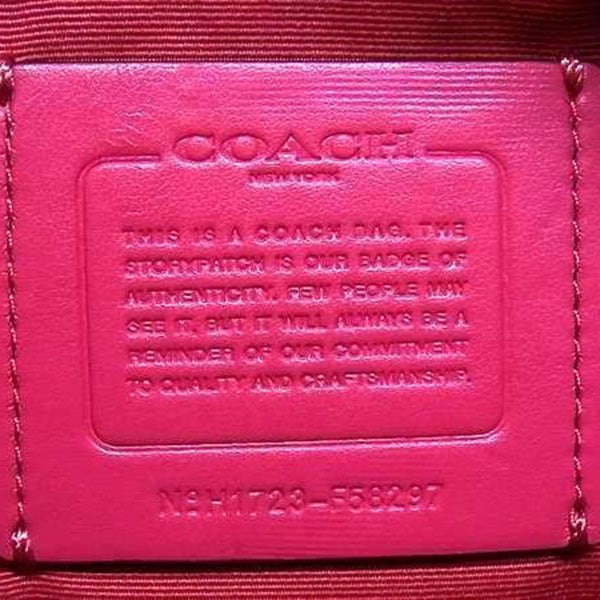 COACH
NEW YORK
THIS IS A COACH BAG. THE
STORYPATCH IS OUR BADGE OF
AUTHENTICITY. FEW PEOPLE MAY
SEE IT, BUT IT WILL ALWAYS BE A
REMINDER OF OUR COMMITMENT
TO QUALITY AND CRAFTSMANSHIP.
Nº H1723-F56297